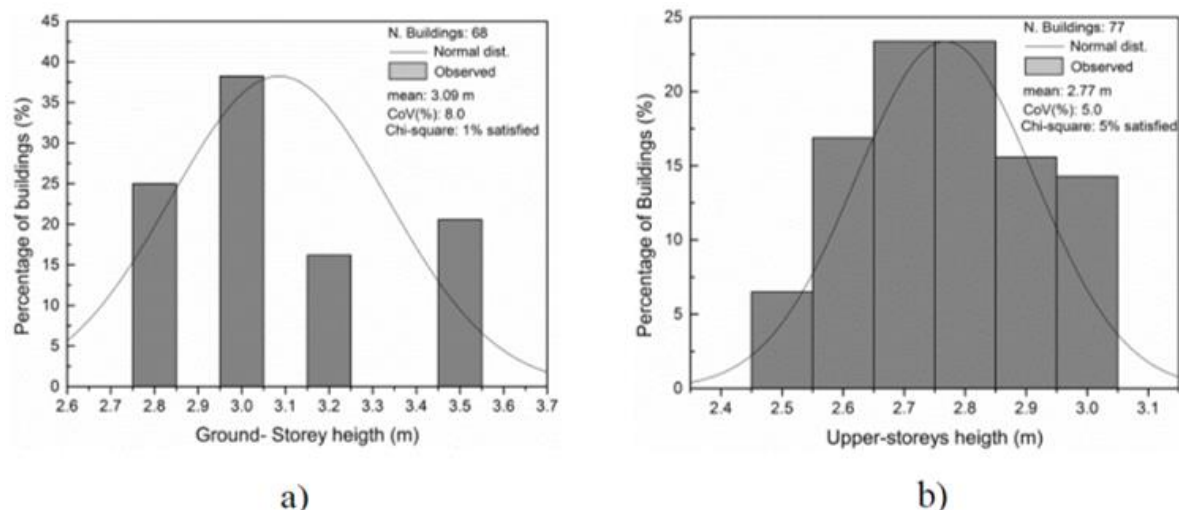 45
40
35
30
25
20
15
10
5
0
Percentage of buildings (%)
N. Buildings: 68
Normal dist.
Observed
mean: 3.09 m
CoV(%): 8.0
Chi-square: 1% satisfied
2.6 2.7 2.8 2.9 3.0 3.1 3.2 3.3 3.4 3.5 3.6 3.7
Ground- Storey heigth (m)
a)
25
20
15
10
5
0
Percentage of Buildings (%)
N. Buildings: 77
Normal dist.
Observed
mean: 2.77 m
CoV(%): 5.0
Chi-square: 5% satisfied
2.4 2.5 2.6 2.7 2.8 2.9 3.0 3.1
Upper-storeys heigth (m)
b)